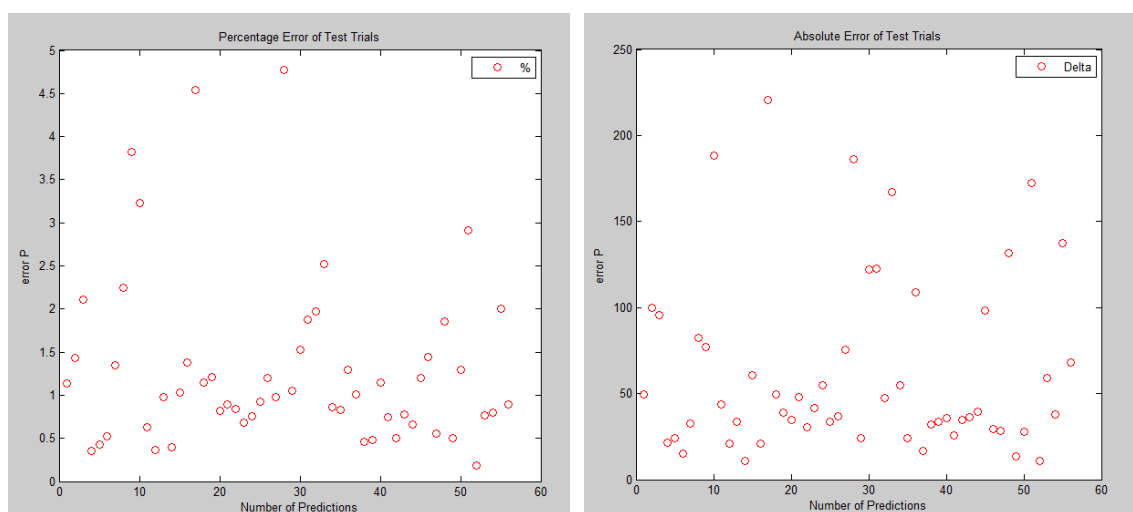 Percentage Error of Test Trials
5
4.5
4
3.5
3
2.5
2
1.5
1
0.5
0
error P
%
0 10 20 30 40 50 60
Number of Predictions
Absolute Error of Test Trials
250
200
150
100
50
0
error P
Delta
0 10 20 30 40 50 60
Number of Predictions